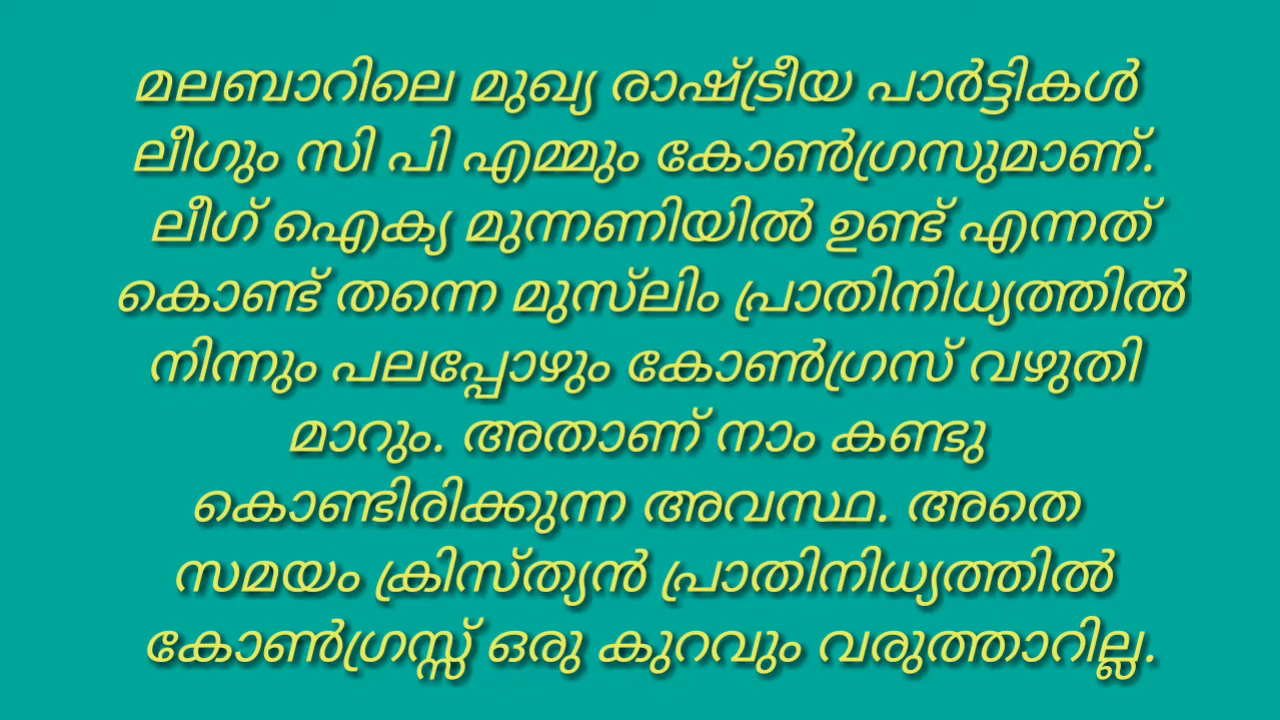 മലബാറിലെ മുഖ്യ രാഷ്ട്രീയ പാർട്ടികൾ
ലീഗും സി പി എമ്മും കോൺഗ്രസുമാണ്.
ലീഗ് ഐക്യ മുന്നണിയിൽ ഉണ്ട് എന്നത്
കൊണ്ട് തന്നെ മുസ്‌ലിം പ്രാതിനിധ്യത്തിൽ
നിന്നും പലപ്പോഴും കോൺഗ്രസ് വഴുതി
മാറും. അതാണ് നാം കണ്ടു
കൊണ്ടിരിക്കുന്ന അവസ്ഥ. അതെ
സമയം ക്രിസ്ത്യൻ പ്രാതിനിധ്യത്തിൽ
കോൺഗ്രസ്സ് ഒരു കുറവും വരുത്താറില്ല.